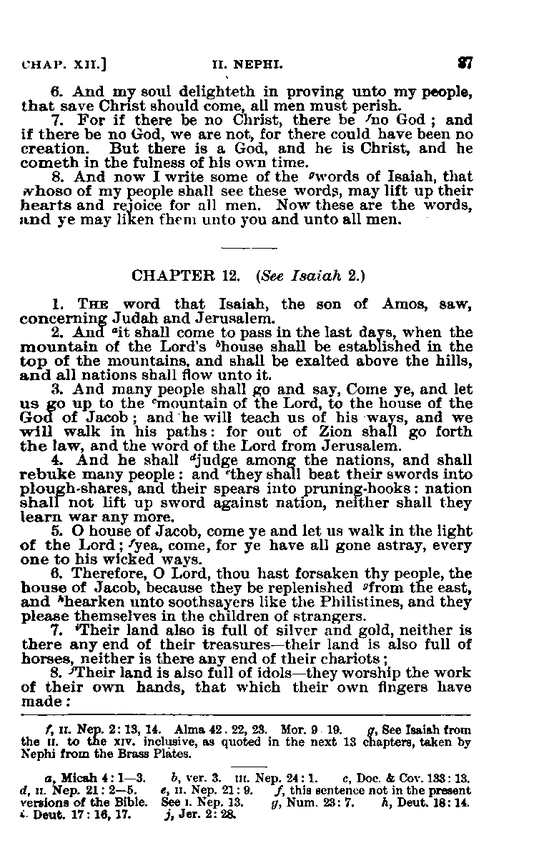 CHAP. XII.] II. NEPHI. 87
6. And my soul delighteth in proving unto my people,
that save Christ should come, all men must perish.
7. For if there be no Christ, there be fno God; and
if there be no God, we are not, for there could have been no
creation. But there is a God, and he is Christ, and he
cometh in the fulness of his own time.
8. And now I write some of the gwords of Isaiah, that
whoso of my people shall see these words, may lift up their
hearts and rejoice for all men. Now these are the words,
and ye may liken them unto you and unto all men.
CHAPTER 12. (See Isaiah 2.)
1. THE word that Isaiah, the son of Amos, saw,
concerning Judah and Jerusalem.
2. And ait shall come to pass in the last days, when the
mountain of the Lord's bhouse shall be established in the
top of the mountains, and shall be exalted above the hills,
and all nations shall flow unto it.
3. And many people shall go and say, Come ye, and let
us go up to the cmountain of the Lord, to the house of the
God of Jacob; and he will teach us of his ways, and we
will walk in his paths: for out of Zion shall go forth
the law, and the word of the Lord from Jerusalem.
4. And he shall djudge among the nations, and shall
rebuke many people: and ethey shall beat their swords into
plough-shares, and their spears into pruning-hooks: nation
shall not lift up sword against nation, neither shall they
learn war any more.
5. O house of Jacob, come ye and let us walk in the light
of the Lord; fyea, come, for ye have all gone astray, every
one to his wicked ways.
6. Therefore, O Lord, thou hast forsaken thy people, the
house of Jacob, because they be replenished gfrom the east,
and hhearken unto soothsayers like the Philistines, and they
please themselves in the children of strangers.
7. iTheir land also is full of silver and gold, neither is
there any end of their treasures—their land is also full of
horses, neither is there any end of their chariots;
8. jTheir land is also full of idols—they worship the work
of their own hands, that which their own fingers have
made:
f, II. Nep. 2:13, 14. Alma 42. 22, 23. Mor. 9 19. g, See Isaiah from
the II. to the XIV. inclusive, as quoted in the next 13 chapters, taken by
Nephi from the Brass Plates.
a, Micah 4:1—3. b, ver. 3. III. Nep. 24:1. c, Doc. & Cov. 133:13.
d, II. Nep. 21:2—5. e, II. Nep. 21:9. f, this sentence not in the present
versions of the Bible. See I. Nep. 13. g, Num. 23:7. h, Deut. 18:14.
i. Deut. 17:16, 17. j, Jer. 2:28.